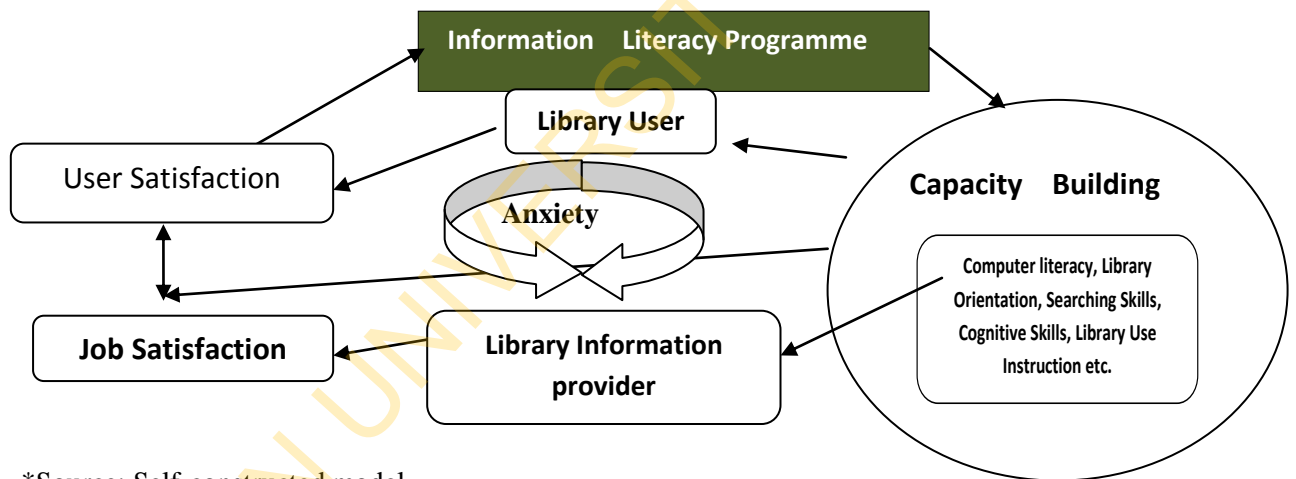 Information Literacy Programme
Library User
User Satisfaction
Capacity Building
Anxiety
Computer literacy, Library
Orientation, Searching Skills,
Cognitive Skills, Library Use
Instruction etc.
Job Satisfaction
Library Information
provider
*Source: Self-constructed model
N UNIVERSIT